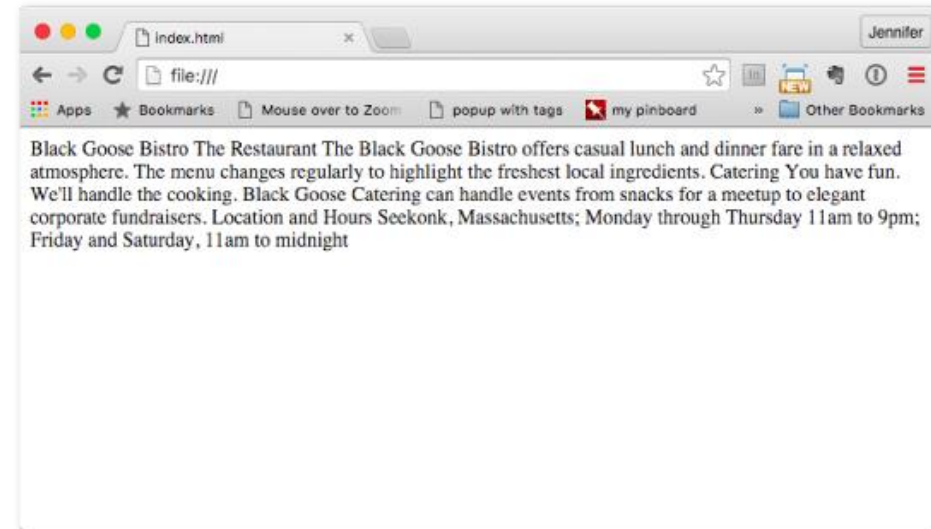 index.html
Jennifer
file:///
NEW
Apps Bookmarks Mouse over to Zoom popup with tags my pinboard » Other Bookmarks
Black Goose Bistro The Restaurant The Black Goose Bistro offers casual lunch and dinner fare in a relaxed
atmosphere. The menu changes regularly to highlight the freshest local ingredients. Catering You have fun.
We'll handle the cooking. Black Goose Catering can handle events from snacks for a meetup to elegant
corporate fundraisers. Location and Hours Seekonk, Massachusetts; Monday through Thursday 11am to 9pm;
Friday and Saturday, 11am to midnight